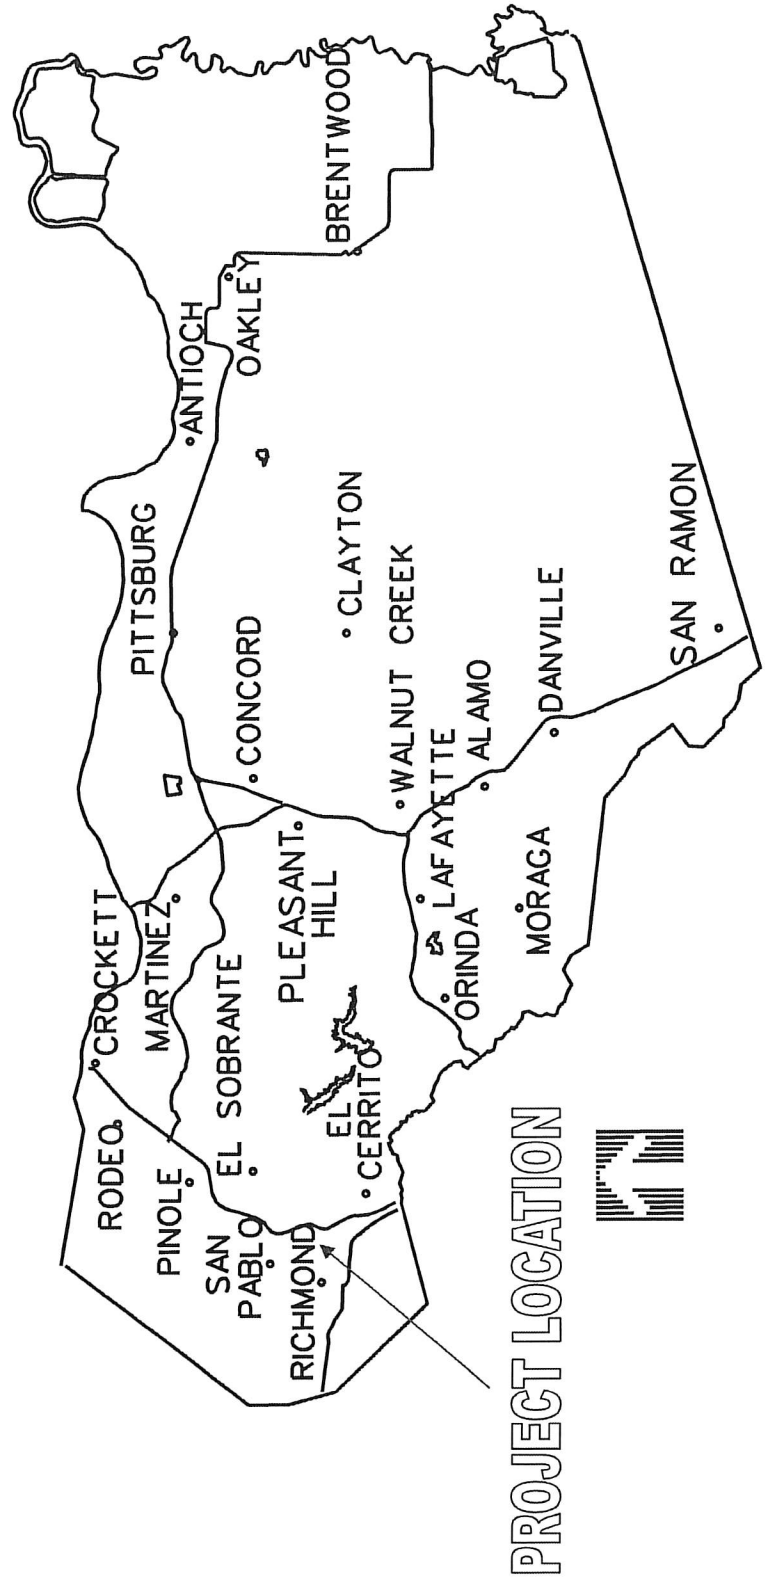 CROCKETT
RODEO
MARTINEZ
PITTSBURG
ANTIOCH
PINOLE
EL SOBRANTE
CONCORD
OAKLEY
SAN
PABLO
PLEASANT
HILL
CLAYTON
BRENTWOOD
RICHMOND
EL
CERRITO
WALNUT CREEK
LAFAYETTE
ORINDA
ALAMO
MORAGA
DANVILLE
SAN RAMON
PROJECT LOCATION